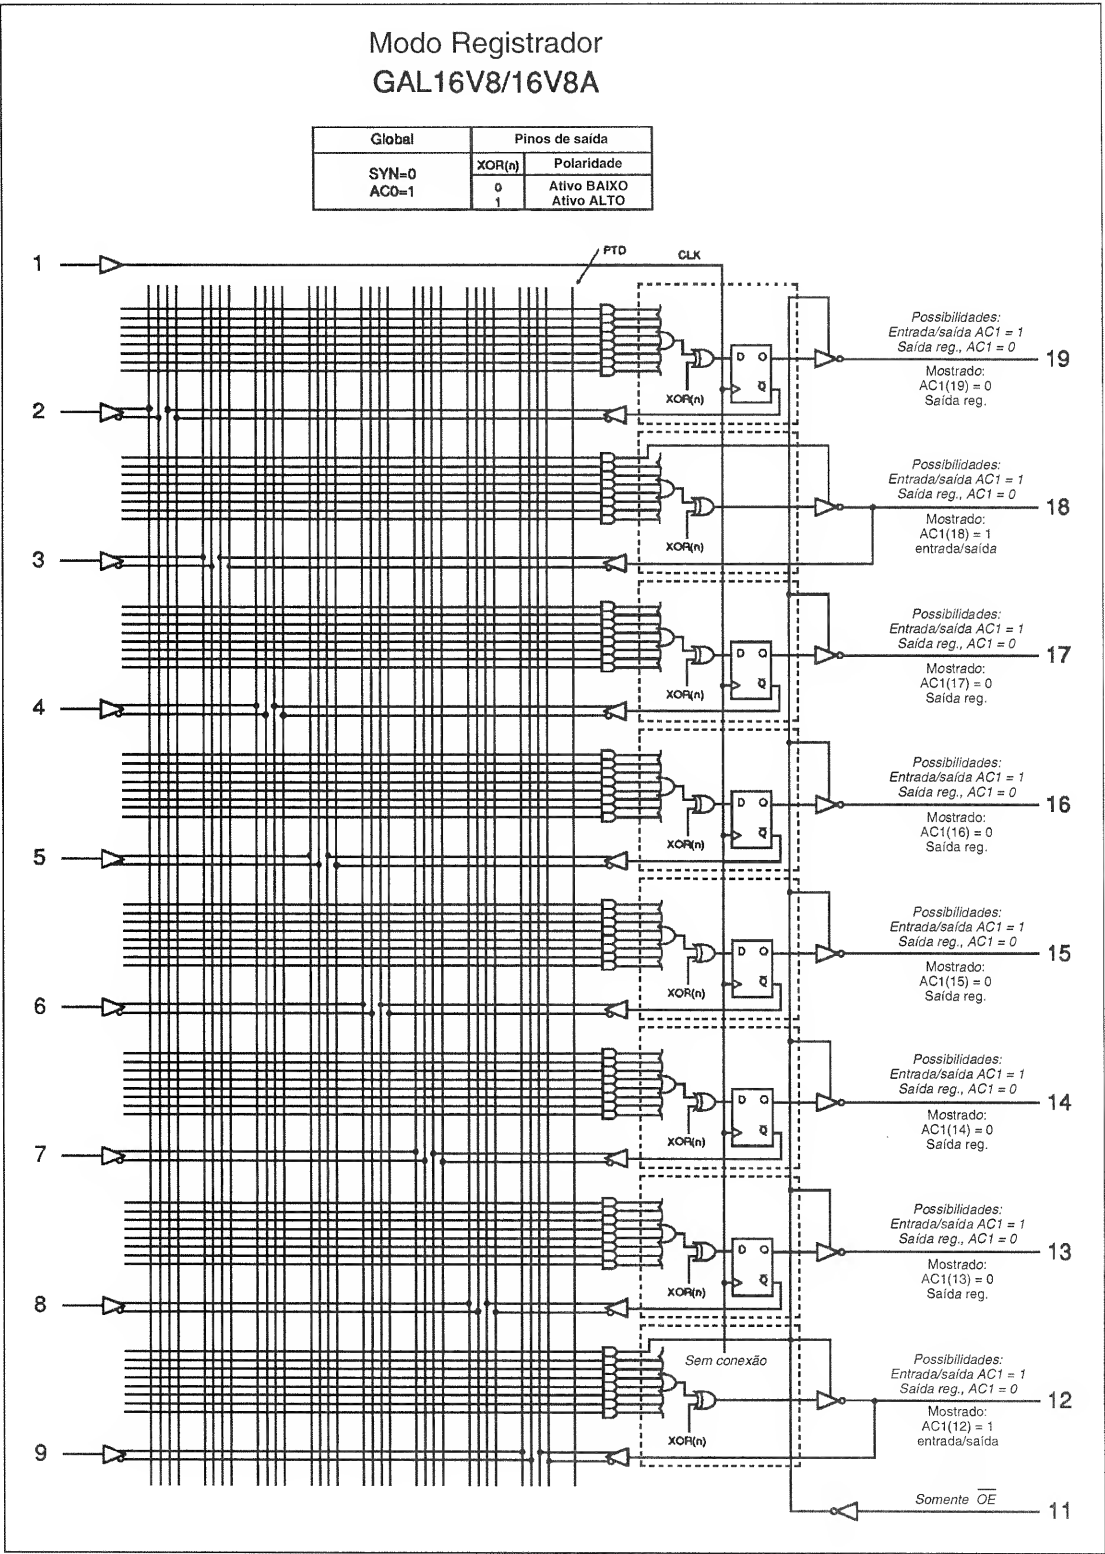 Modo Registrador
GAL16V8/16V8A
Global
Pinos de saída
SYN=0
AC0=1
XOR(n)
Polaridade
0
Ativo BAIXO
1
Ativo ALTO
PTD
CLK
1
D Q
Q̅
XOR(n)
Possibilidades:
Entrada/saída AC1 = 1
Saída reg., AC1 = 0
19
Mostrado:
AC1(19) = 0
Saída reg.
2
XOR(n)
Possibilidades:
Entrada/saída AC1 = 1
Saída reg., AC1 = 0
18
Mostrado:
AC1(18) = 1
entrada/saída
3
D Q
Q̅
XOR(n)
Possibilidades:
Entrada/saída AC1 = 1
Saída reg., AC1 = 0
17
Mostrado:
AC1(17) = 0
Saída reg.
4
D Q
Q̅
XOR(n)
Possibilidades:
Entrada/saída AC1 = 1
Saída reg., AC1 = 0
16
Mostrado:
AC1(16) = 0
Saída reg.
5
D Q
Q̅
XOR(n)
Possibilidades:
Entrada/saída AC1 = 1
Saída reg., AC1 = 0
15
Mostrado:
AC1(15) = 0
Saída reg.
6
D Q
Q̅
XOR(n)
Possibilidades:
Entrada/saída AC1 = 1
Saída reg., AC1 = 0
14
Mostrado:
AC1(14) = 0
Saída reg.
7
D Q
Q̅
XOR(n)
Possibilidades:
Entrada/saída AC1 = 1
Saída reg., AC1 = 0
13
Mostrado:
AC1(13) = 0
Saída reg.
8
Sem conexão
XOR(n)
Possibilidades:
Entrada/saída AC1 = 1
Saída reg., AC1 = 0
12
Mostrado:
AC1(12) = 1
entrada/saída
9
Somente O̅E̅
11